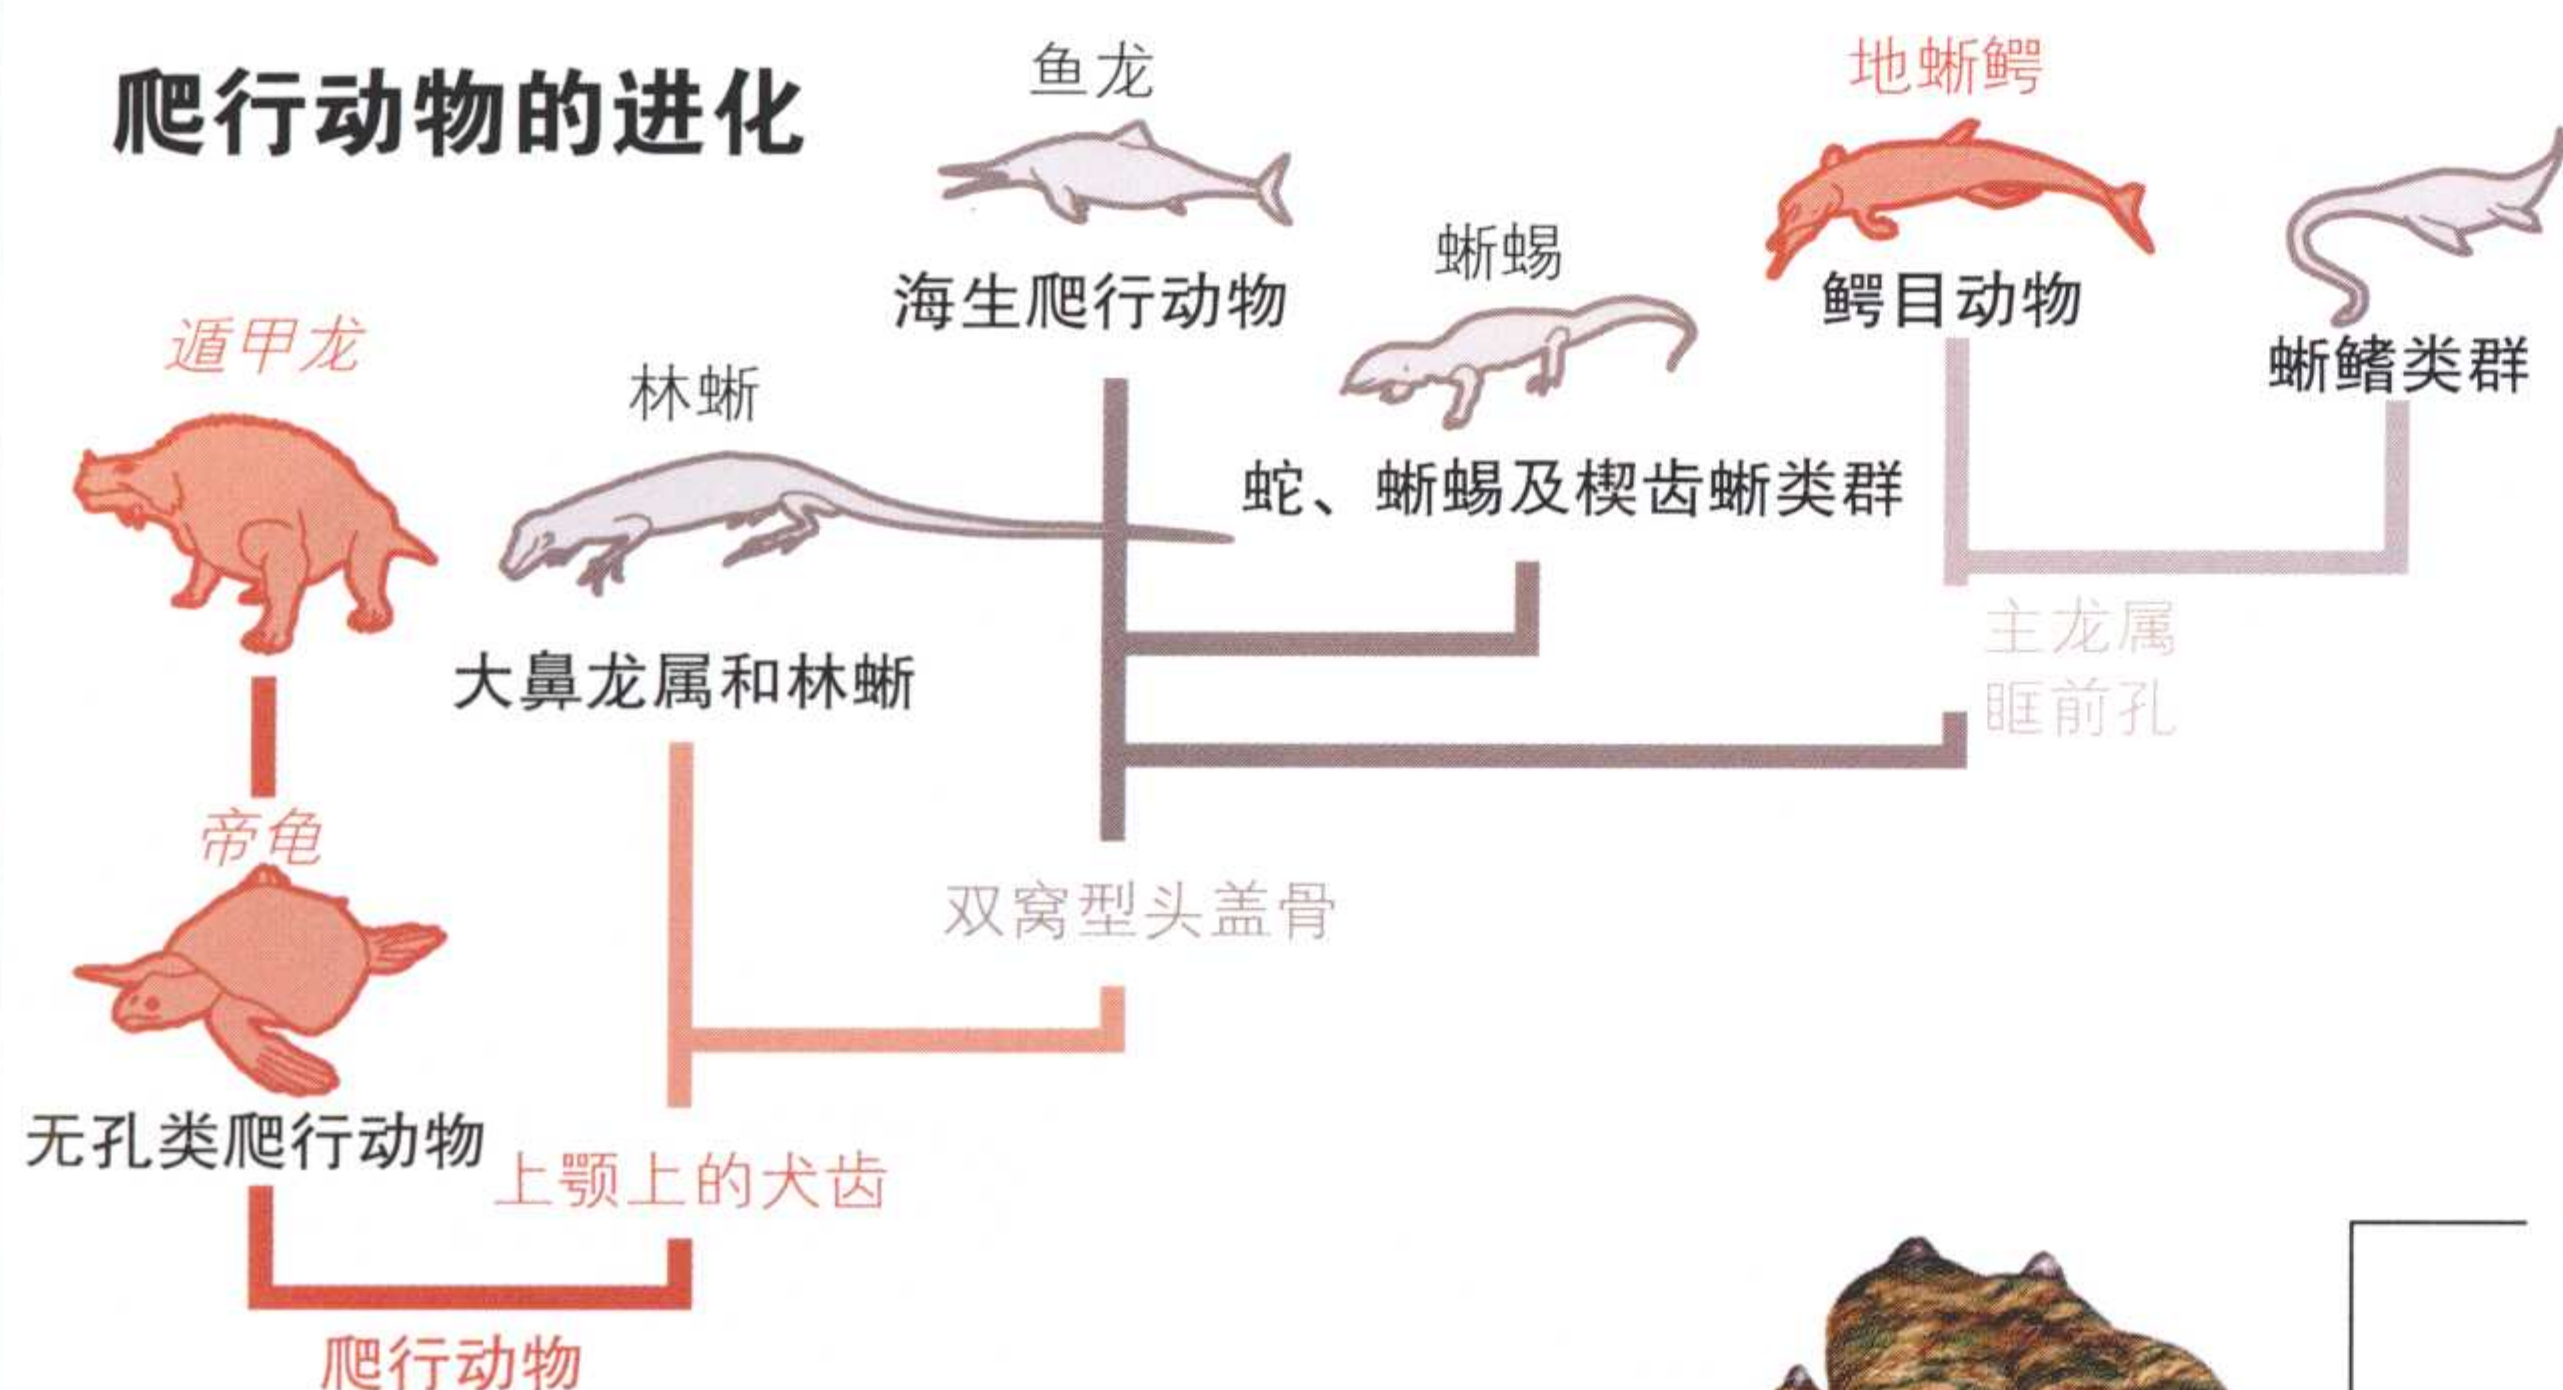 爬行动物的进化
鱼龙
地蜥鳄
海生爬行动物
蜥蜴
鳄目动物
蜥鳍类群
遁甲龙
林蜥
蛇、蜥蜴及楔齿蜥类群
主龙属
眶前孔
大鼻龙属和林蜥
帝龟
双窝型头盖骨
无孔类爬行动物
上颚上的犬齿
爬行动物